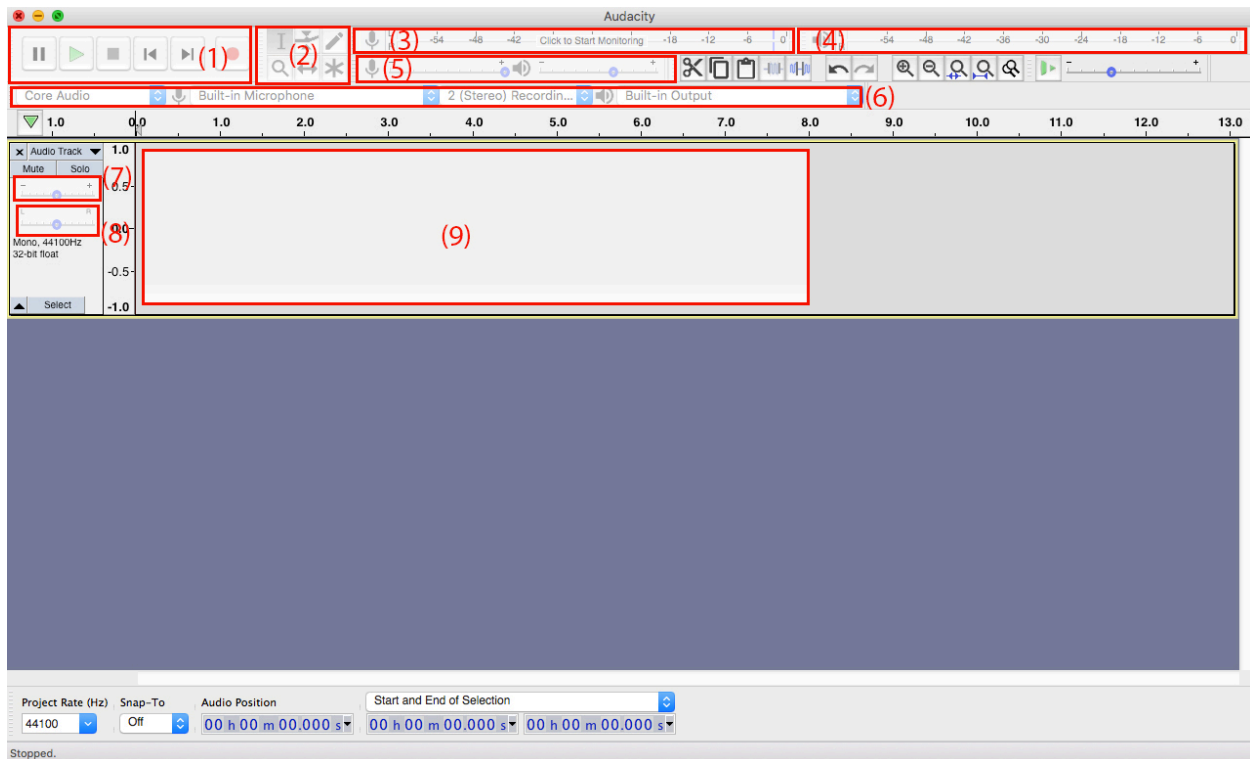 Audacity
(1) (2) (3) -54 -48 -42 Click to Start Monitoring -18 -12 -6 0 (4) -54 -48 -42 -36 -30 -24 -18 -12 -6 0
(5) - + - +
Core Audio Built-in Microphone 2 (Stereo) Recordin... Built-in Output (6)
1.0 0.0 1.0 2.0 3.0 4.0 5.0 6.0 7.0 8.0 9.0 10.0 11.0 12.0 13.0
x Audio Track 1.0
Mute Solo
- + (7) 0.5
L R
(8) 0.0 (9)
Mono, 44100Hz
32-bit float
-0.5
Select -1.0
Project Rate (Hz) Snap-To Audio Position Start and End of Selection
44100 Off 00 h 00 m 00.000 s 00 h 00 m 00.000 s 00 h 00 m 00.000 s
Stopped.